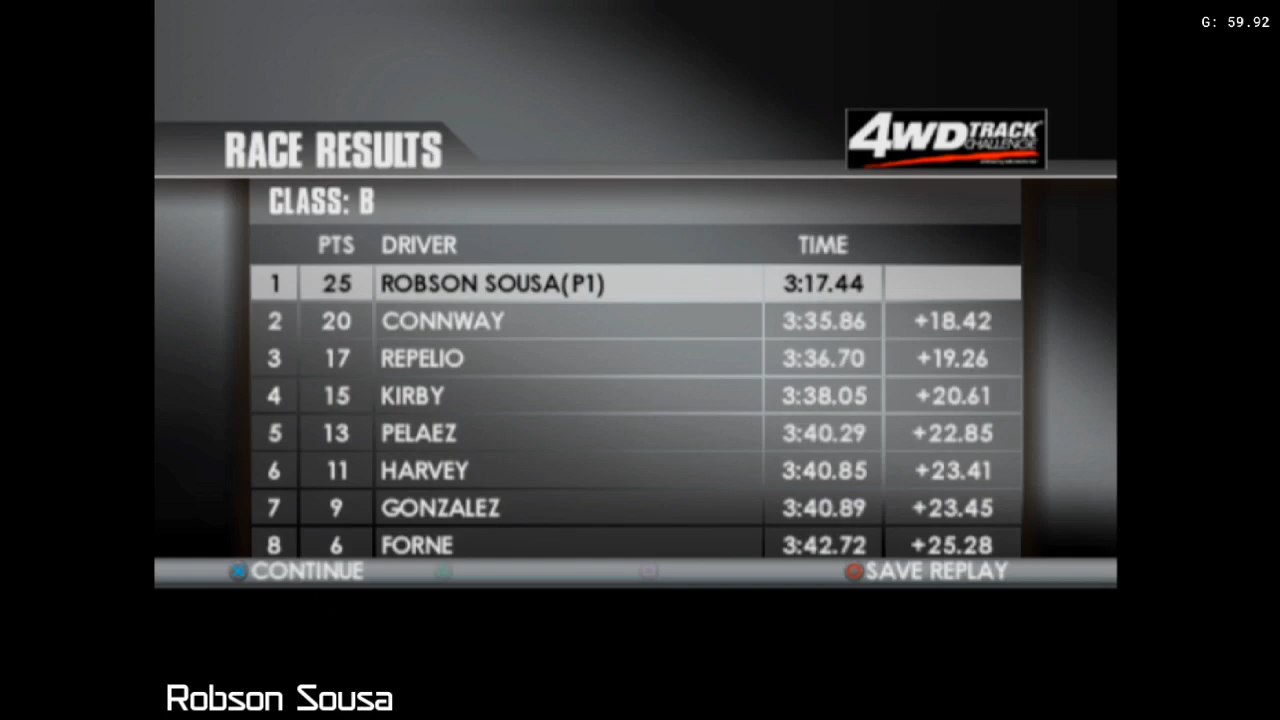 G: 59.92
4WD TRACK
CHALLENGE
RACE RESULTS
CLASS: B
PTS DRIVER TIME
1 25 ROBSON SOUSA(P1) 3:17.44
2 20 CONNWAY 3:35.86 +18.42
3 17 REPELIO 3:36.70 +19.26
4 15 KIRBY 3:38.05 +20.61
5 13 PELAEZ 3:40.29 +22.85
6 11 HARVEY 3:40.85 +23.41
7 9 GONZALEZ 3:40.89 +23.45
8 6 FORNE 3:42.72 +25.28
CONTINUE SAVE REPLAY
Robson Sousa